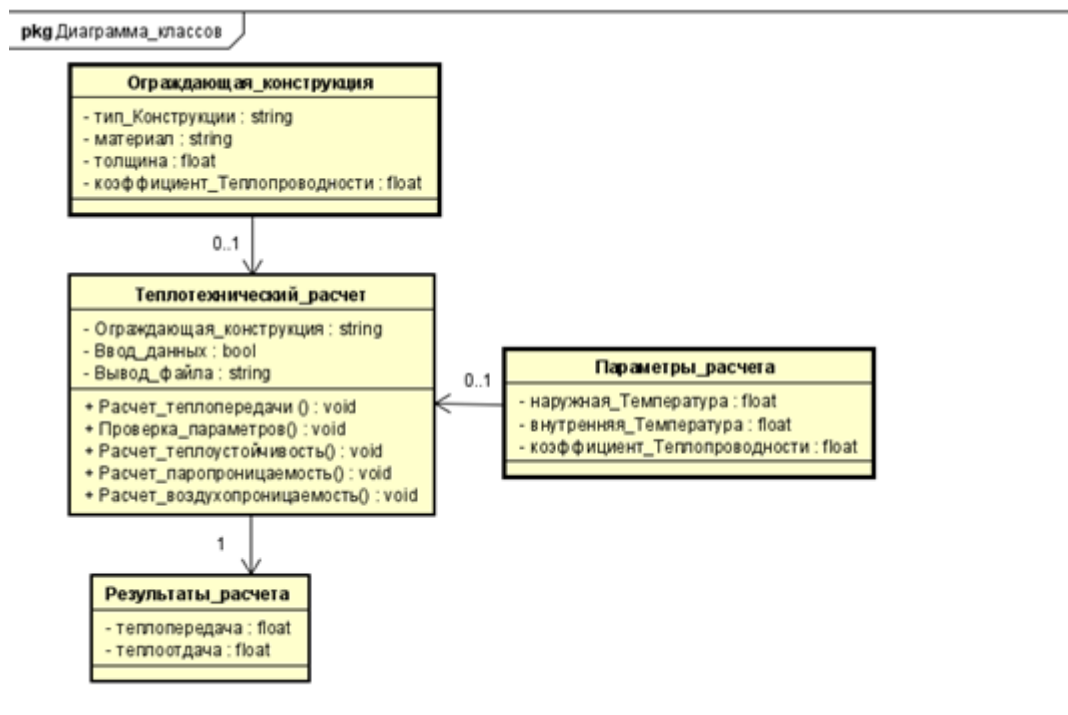 pkg Диаграмма_классов
Ограждающая_конструкция
- тип_Конструкции : string
- материал : string
- толщина : float
- коэффициент_Теплопроводности : float
0..1
Теплотехнический_расчет
- Ограждающая_конструкция : string
- Ввод_данных : bool
- Вывод_файла : string
+ Расчет_теплопередачи () : void
+ Проверка_параметров() : void
+ Расчет_теплоустойчивость() : void
+ Расчет_паропроницаемость() : void
+ Расчет_воздухопроницаемость() : void
0..1
Параметры_расчета
- наружная_Температура : float
- внутренняя_Температура : float
- коэффициент_Теплопроводности : float
1
Результаты_расчета
- теплопередача : float
- теплоотдача : float